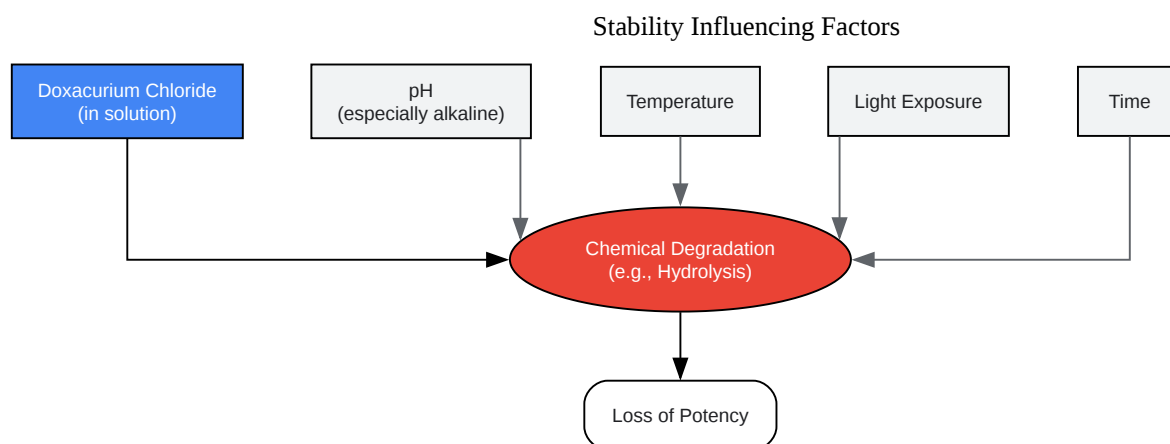 Stability Influencing Factors
Doxacurium Chloride
(in solution)
pH
(especially alkaline)
Temperature
Light Exposure
Time
Chemical Degradation
(e.g., Hydrolysis)
Loss of Potency